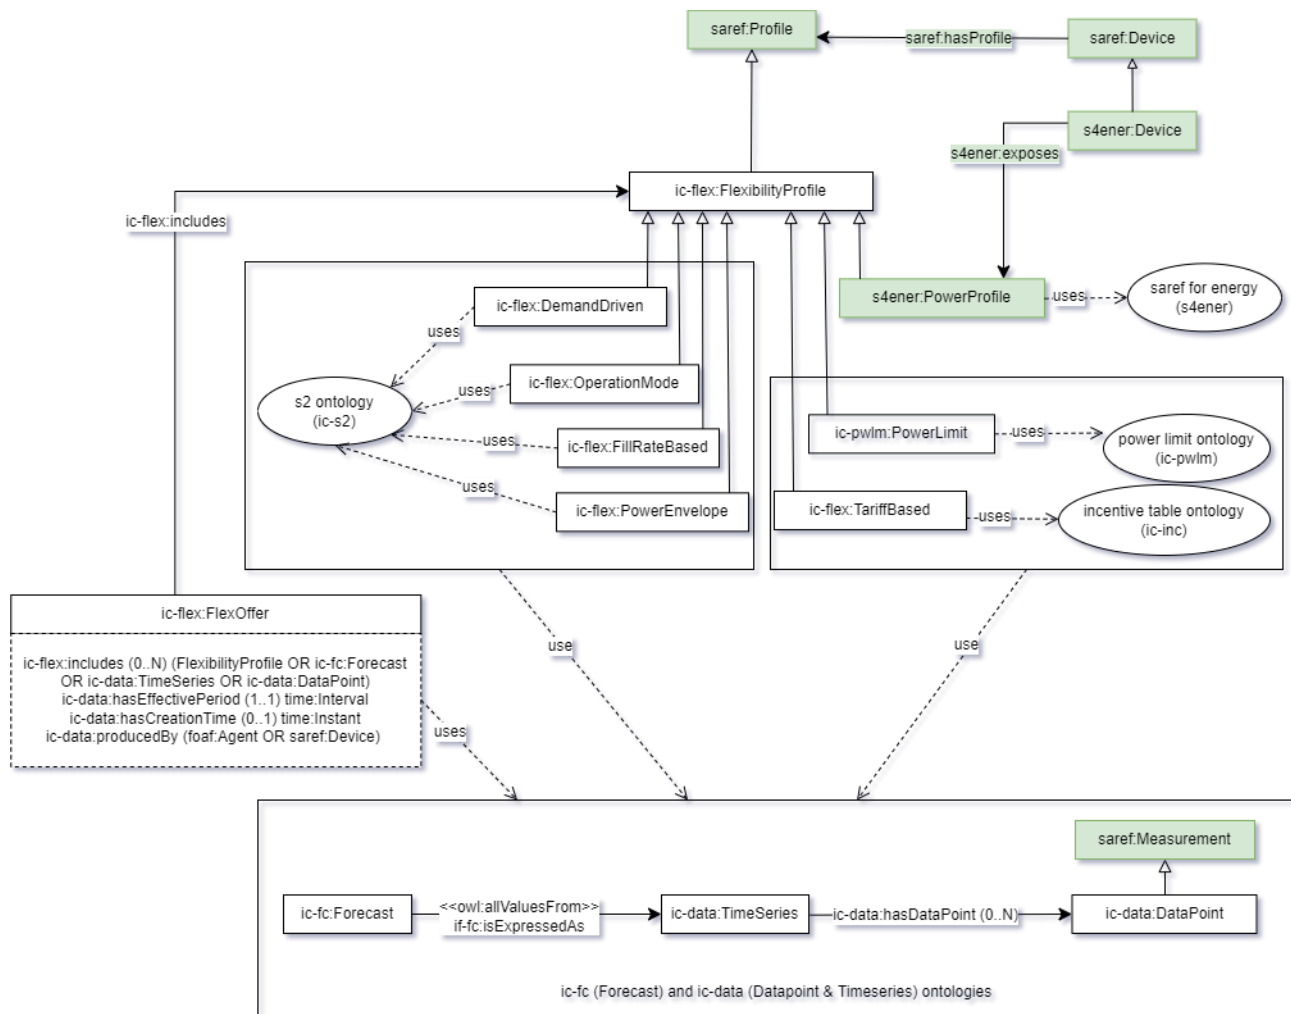 saref:Profile
saref:hasProfile
saref:Device
s4ener:Device
s4ener:exposes
ic-flex:FlexibilityProfile
ic-flex:includes
s4ener:PowerProfile
uses
saref for energy
(s4ener)
ic-flex:DemandDriven
uses
ic-flex:OperationMode
uses
s2 ontology
(ic-s2)
ic-flex:FillRateBased
uses
ic-flex:PowerEnvelope
uses
ic-pwlm:PowerLimit
uses
power limit ontology
(ic-pwlm)
ic-flex:TariffBased
uses
incentive table ontology
(ic-inc)
ic-flex:FlexOffer
ic-flex:includes (0..N) (FlexibilityProfile OR ic-fc:Forecast
OR ic-data:TimeSeries OR ic-data:DataPoint)
ic-data:hasEffectivePeriod (1..1) time:Interval
ic-data:hasCreationTime (0..1) time:Instant
ic-data:producedBy (foaf:Agent OR saref:Device)
uses
use
use
saref:Measurement
ic-fc:Forecast
<<owl:allValuesFrom>>
if-fc:isExpressedAs
ic-data:TimeSeries
ic-data:hasDataPoint (0..N)
ic-data:DataPoint
ic-fc (Forecast) and ic-data (Datapoint & Timeseries) ontologies